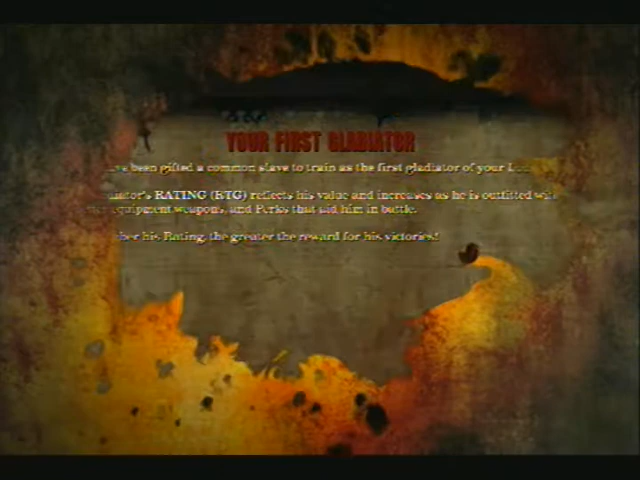 YOUR FIRST GLADIATOR
been gifted a common slave to train as the first gladiator of your
RATING (RTG) reflects his value and increases as he is outfitted
equipment weapons, and Perks that aid him in battle.
his Rating, the greater the reward for his victories!